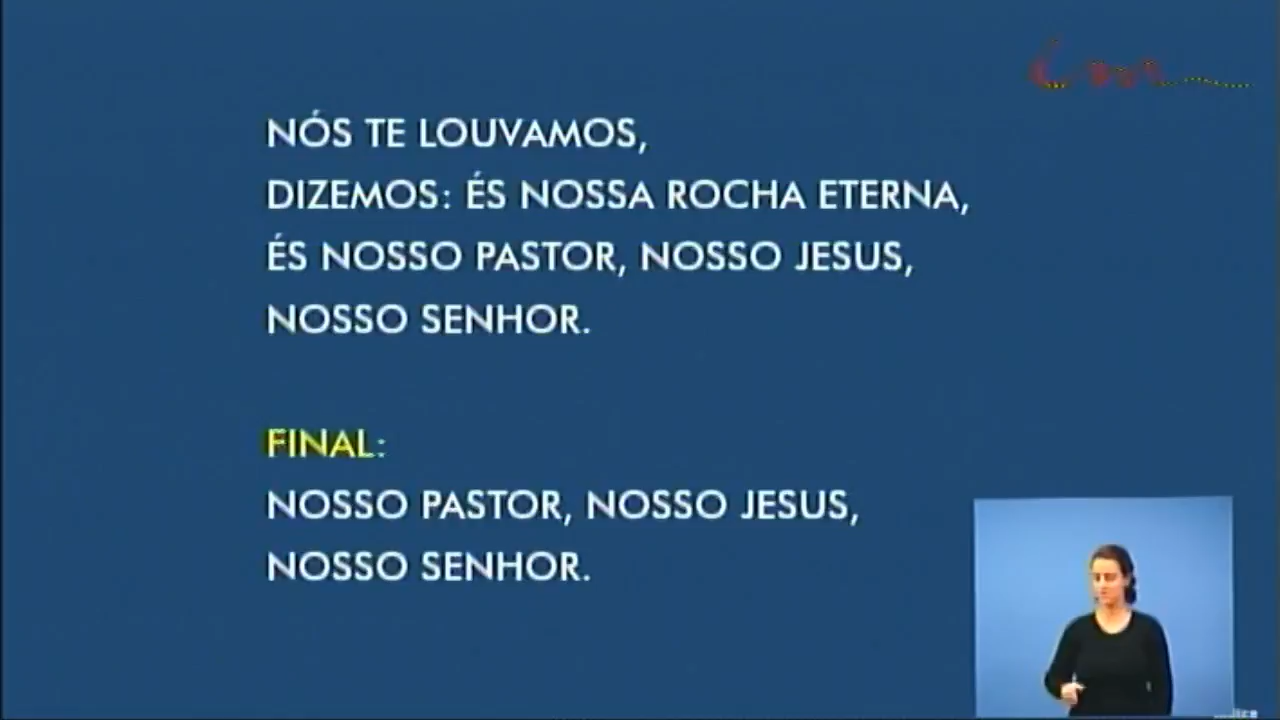 NÓS TE LOUVAMOS,
DIZEMOS: ÉS NOSSA ROCHA ETERNA,
ÉS NOSSO PASTOR, NOSSO JESUS,
NOSSO SENHOR.
FINAL:
NOSSO PASTOR, NOSSO JESUS,
NOSSO SENHOR.